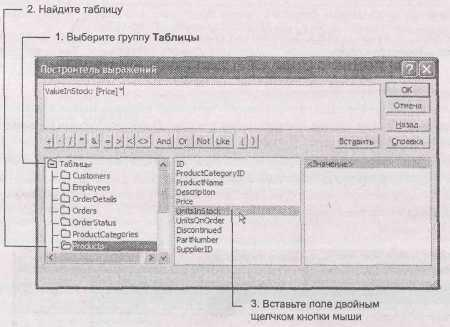 2. Найдите таблицу
1. Выберите группу Таблицы
Построитель выражений
ValueInStock: [Price]*
OK
Отмена
Назад
+ - / * & = > < <> And Or Not Like ( )
Вставить
Справка
Таблицы
Customers
Employees
OrderDetails
Orders
OrderStatus
ProductCategories
Products
ID
ProductCategoryID
ProductName
Description
Price
UnitsInStock
UnitsOnOrder
Discontinued
PartNumber
SupplierID
<Значение>
3. Вставьте поле двойным
щелчком кнопки мыши